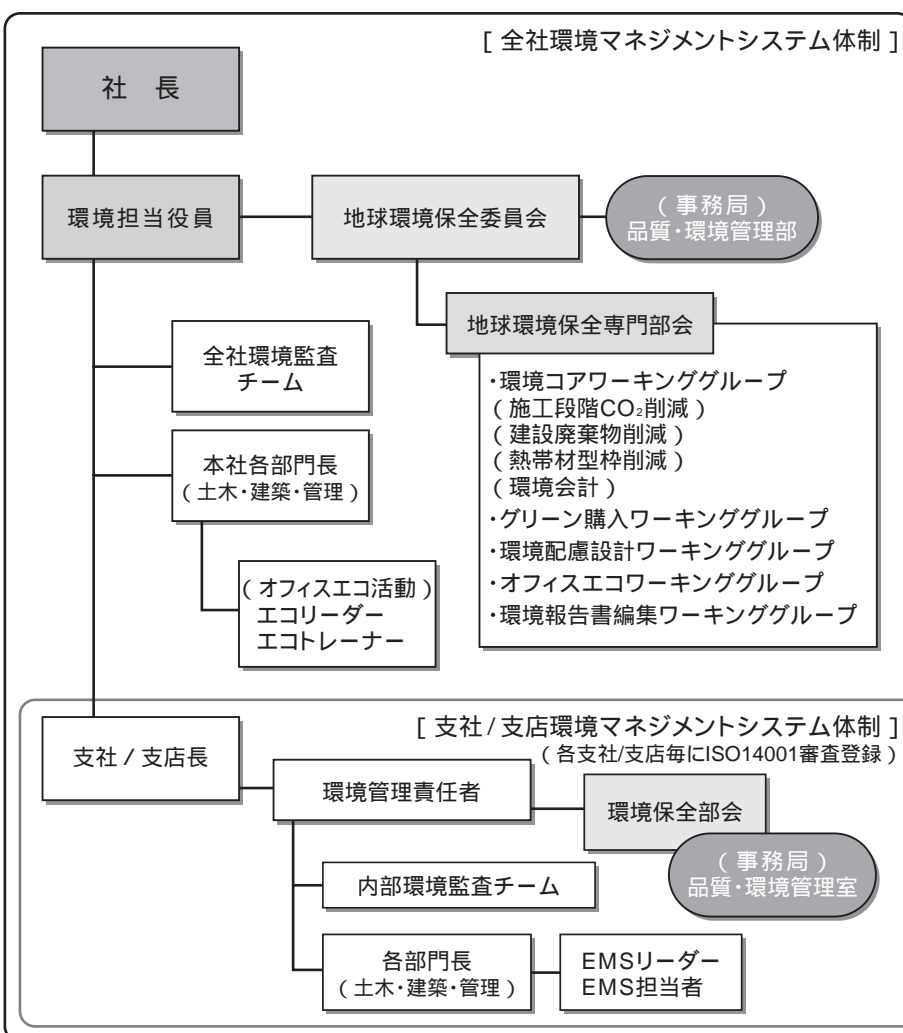 [ 全社環境マネジメントシステム体制 ]
社 長
環境担当役員
地球環境保全委員会
( 事務局 )
品質・環境管理部
地球環境保全専門部会
・環境コアワーキンググループ
( 施工段階CO₂削減 )
( 建設廃棄物削減 )
( 熱帯材型枠削減 )
( 環境会計 )
・グリーン購入ワーキンググループ
・環境配慮設計ワーキンググループ
・オフィスエコワーキンググループ
・環境報告書編集ワーキンググループ
全社環境監査
チーム
本社各部門長
( 土木・建築・管理 )
( オフィスエコ活動 )
エコリーダー
エコトレーナー
[ 支社 / 支店環境マネジメントシステム体制 ]
( 各支社/支店毎にISO14001審査登録 )
支社 / 支店長
環境管理責任者
環境保全部会
( 事務局 )
品質・環境管理室
内部環境監査チーム
各部門長
( 土木・建築・管理 )
EMSリーダー
EMS担当者